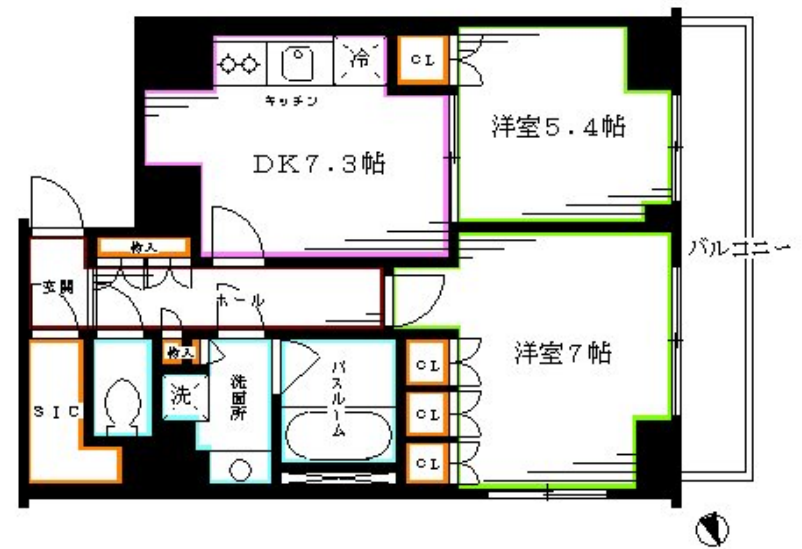 冷
CL
キッチン
洋室5.4帖
DK7.3帖
物入
バルコニー
玄関
ホール
物入
洋室7帖
CL
洗
洗面所
バスルーム
SIC
CL
CL